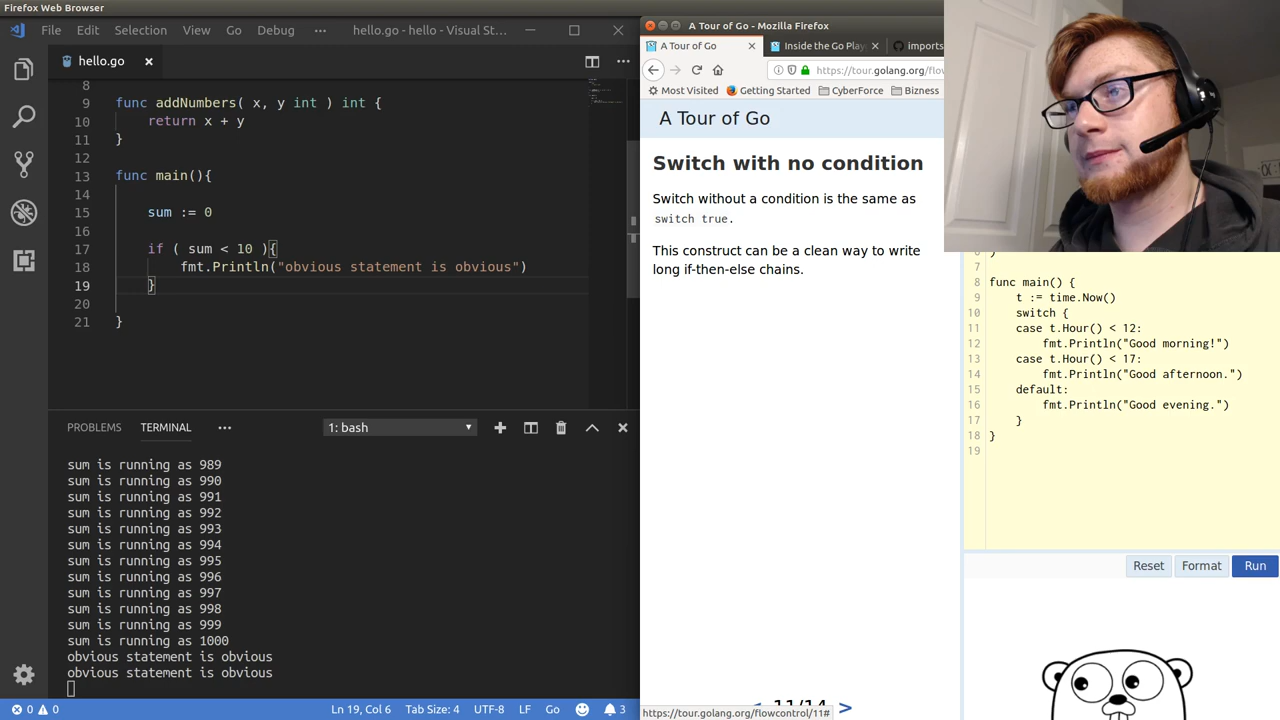 Firefox Web Browser
File Edit Selection View Go Debug ··· hello.go - hello - Visual St...
hello.go
8
9 func addNumbers( x, y int ) int {
10 return x + y
11 }
12
13 func main(){
14
15 sum := 0
16
17 if ( sum < 10 ){
18 fmt.Println("obvious statement is obvious")
19 }
20
21 }
PROBLEMS TERMINAL ··· 1: bash
sum is running as 989
sum is running as 990
sum is running as 991
sum is running as 992
sum is running as 993
sum is running as 994
sum is running as 995
sum is running as 996
sum is running as 997
sum is running as 998
sum is running as 999
sum is running as 1000
obvious statement is obvious
obvious statement is obvious
0 0 Ln 19, Col 6 Tab Size: 4 UTF-8 LF Go 3
A Tour of Go - Mozilla Firefox
A Tour of Go Inside the Go Play imports
https://tour.golang.org/flow
Most Visited Getting Started CyberForce Bizness
A Tour of Go
Switch with no condition
Switch without a condition is the same as
switch true.
This construct can be a clean way to write
long if-then-else chains.
6 )
7
8 func main() {
9 t := time.Now()
10 switch {
11 case t.Hour() < 12:
12 fmt.Println("Good morning!")
13 case t.Hour() < 17:
14 fmt.Println("Good afternoon.")
15 default:
16 fmt.Println("Good evening.")
17 }
18 }
19
Reset Format Run
< 11/14 >
https://tour.golang.org/flowcontrol/11#